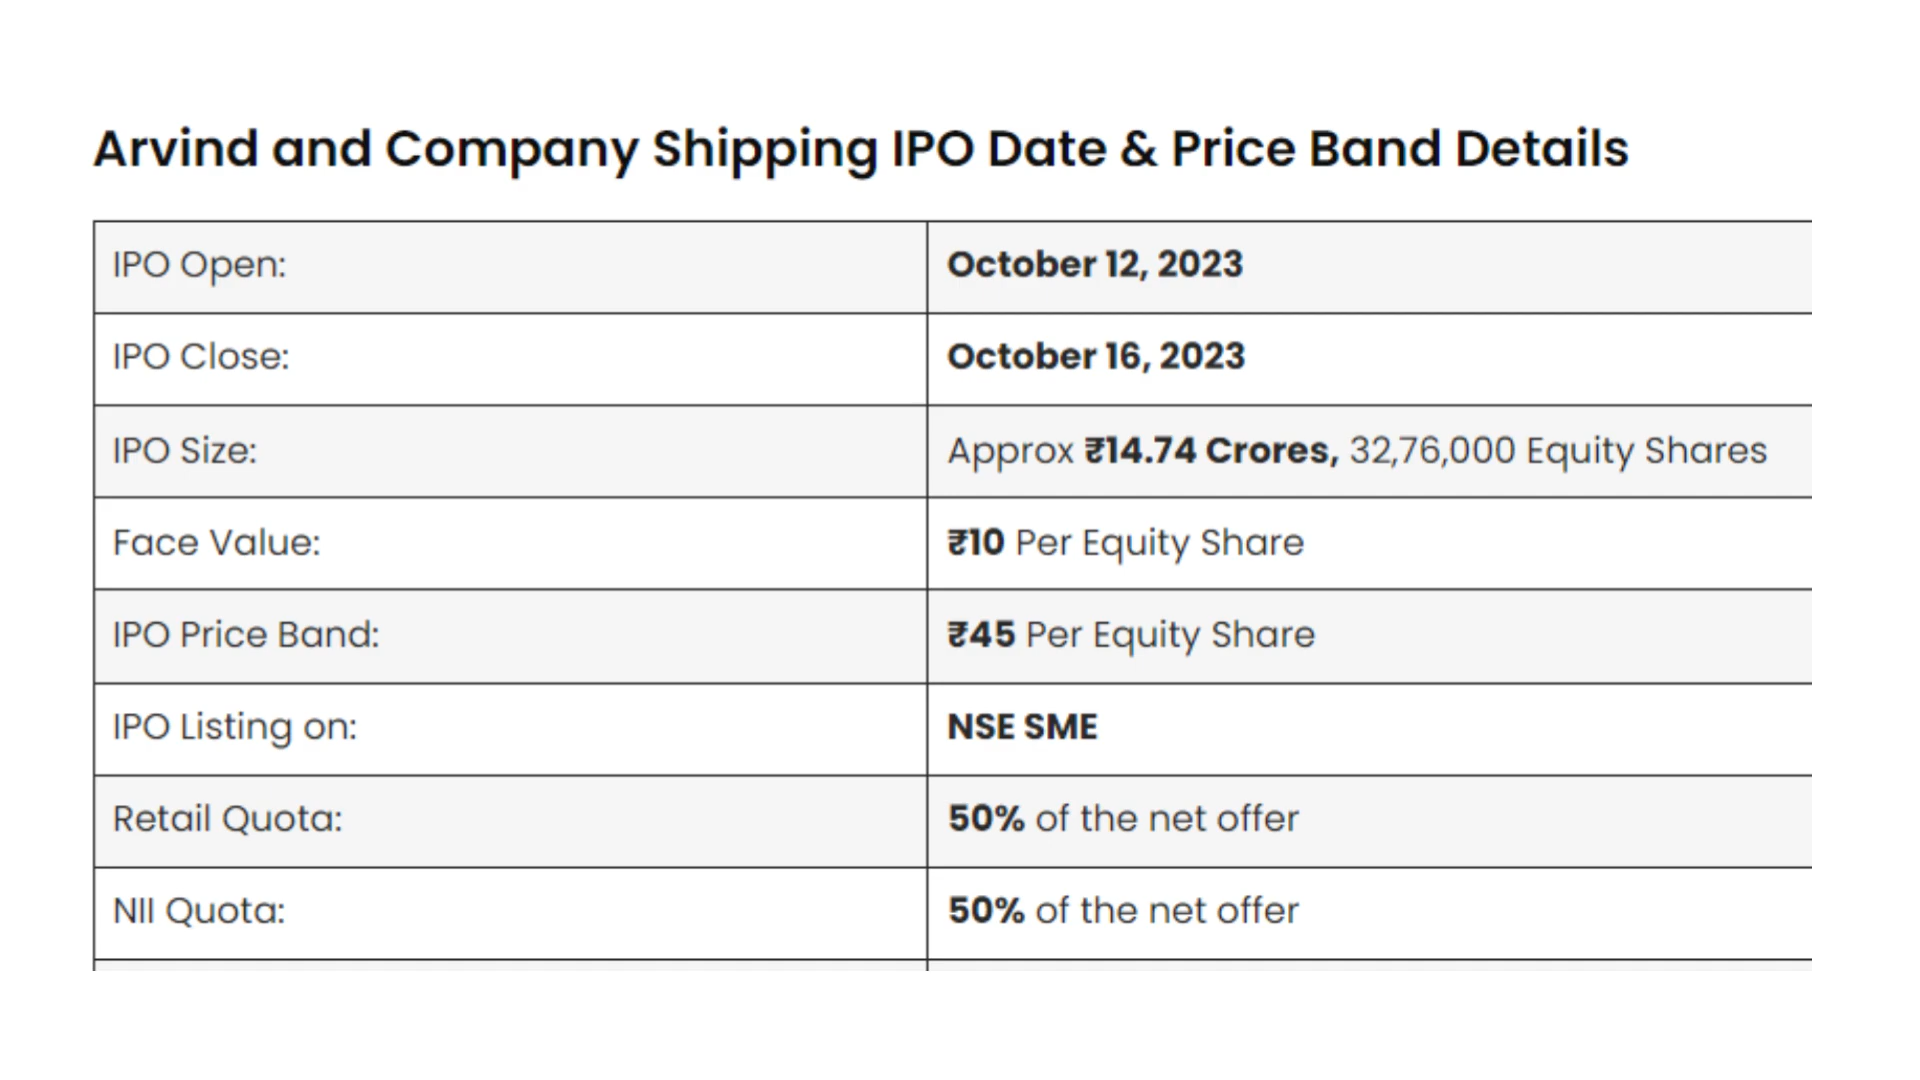 Arvind and Company Shipping IPO Date & Price Band Details
IPO Open: October 12, 2023
IPO Close: October 16, 2023
IPO Size: Approx ₹14.74 Crores, 32,76,000 Equity Shares
Face Value: ₹10 Per Equity Share
IPO Price Band: ₹45 Per Equity Share
IPO Listing on: NSE SME
Retail Quota: 50% of the net offer
NII Quota: 50% of the net offer